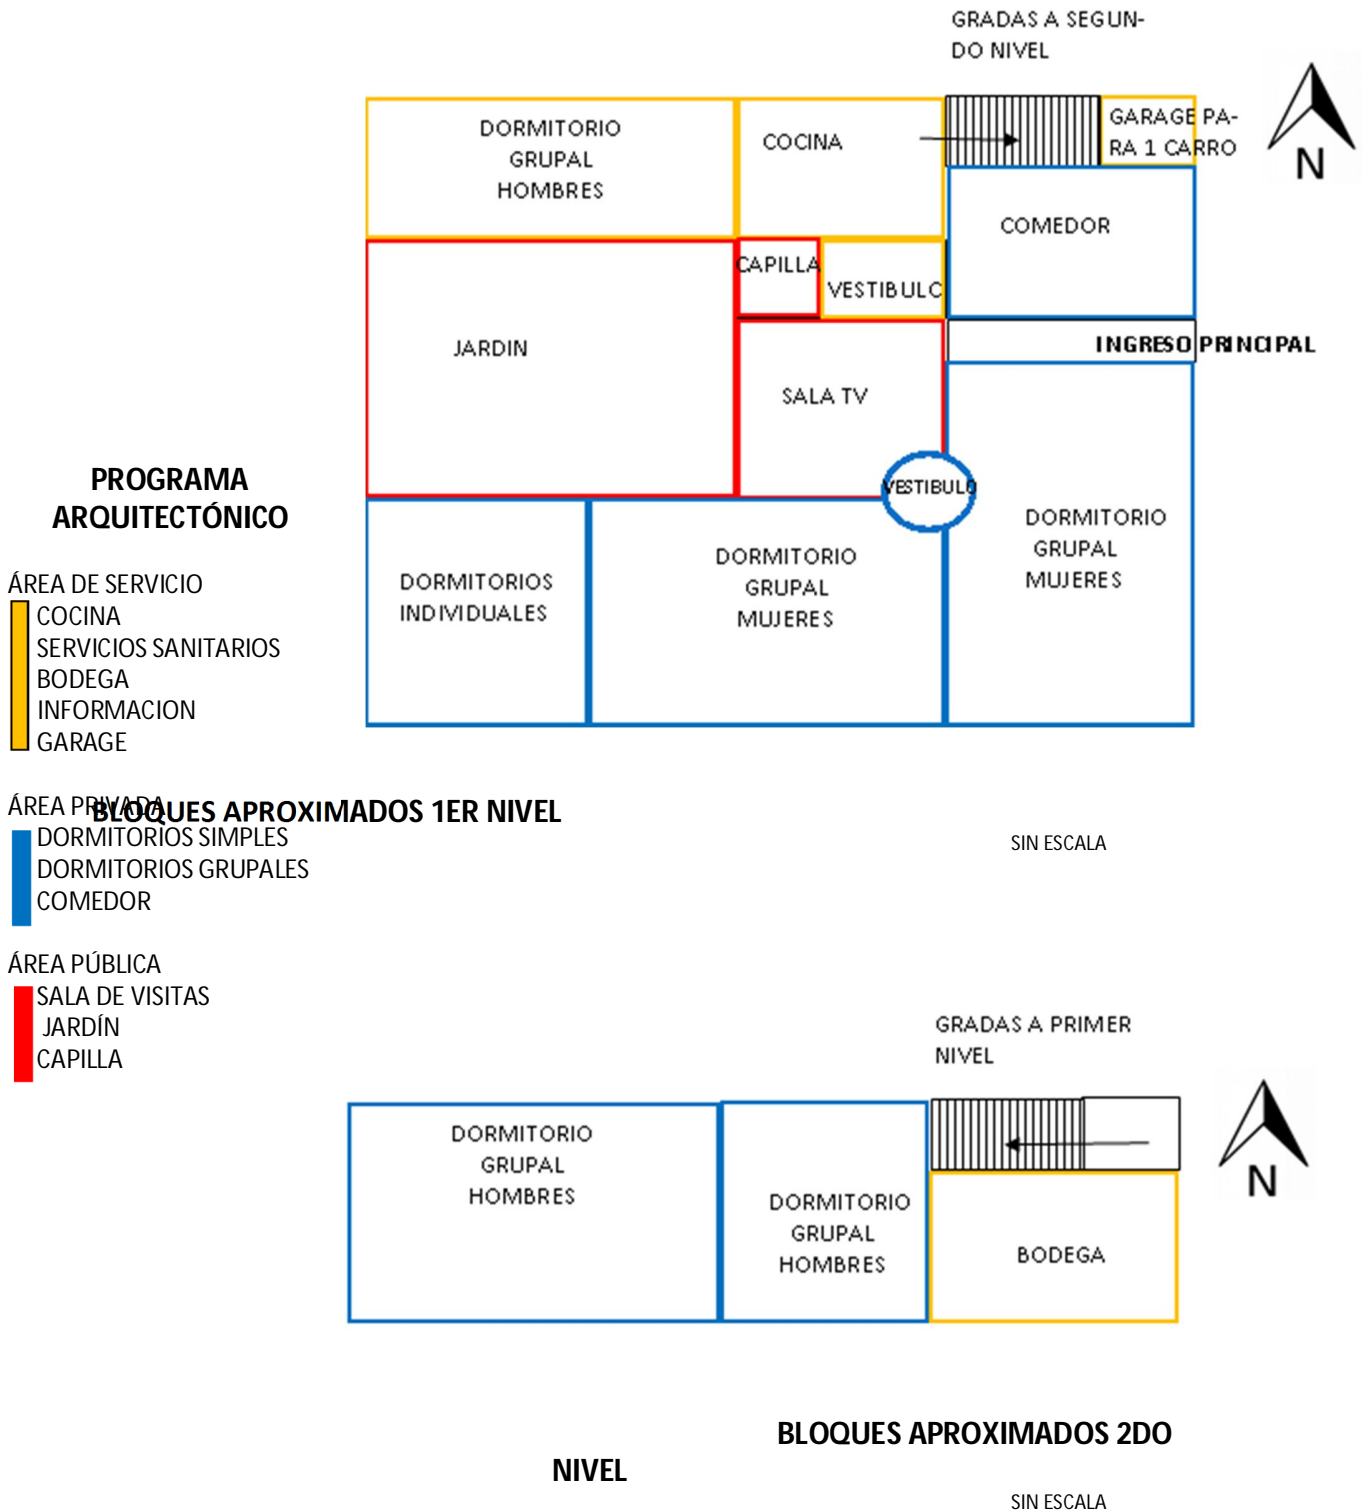 GRADAS A SEGUN-
DO NIVEL
DORMITORIO
GRUPAL
HOMBRES
COCINA
GARAGE PA-
RA 1 CARRO
N
COMEDOR
CAPILLA
VESTIBULO
JARDIN
INGRESO PRINCIPAL
SALA TV
VESTIBULO
DORMITORIOS
INDIVIDUALES
DORMITORIO
GRUPAL
MUJERES
DORMITORIO
GRUPAL
MUJERES
PROGRAMA
ARQUITECTÓNICO
ÁREA DE SERVICIO
COCINA
SERVICIOS SANITARIOS
BODEGA
INFORMACION
GARAGE
ÁREA PRIVADA
BLOQUES APROXIMADOS 1ER NIVEL
DORMITORIOS SIMPLES
DORMITORIOS GRUPALES
COMEDOR
SIN ESCALA
ÁREA PÚBLICA
SALA DE VISITAS
JARDÍN
CAPILLA
GRADAS A PRIMER
NIVEL
DORMITORIO
GRUPAL
HOMBRES
DORMITORIO
GRUPAL
HOMBRES
BODEGA
N
BLOQUES APROXIMADOS 2DO
NIVEL
SIN ESCALA